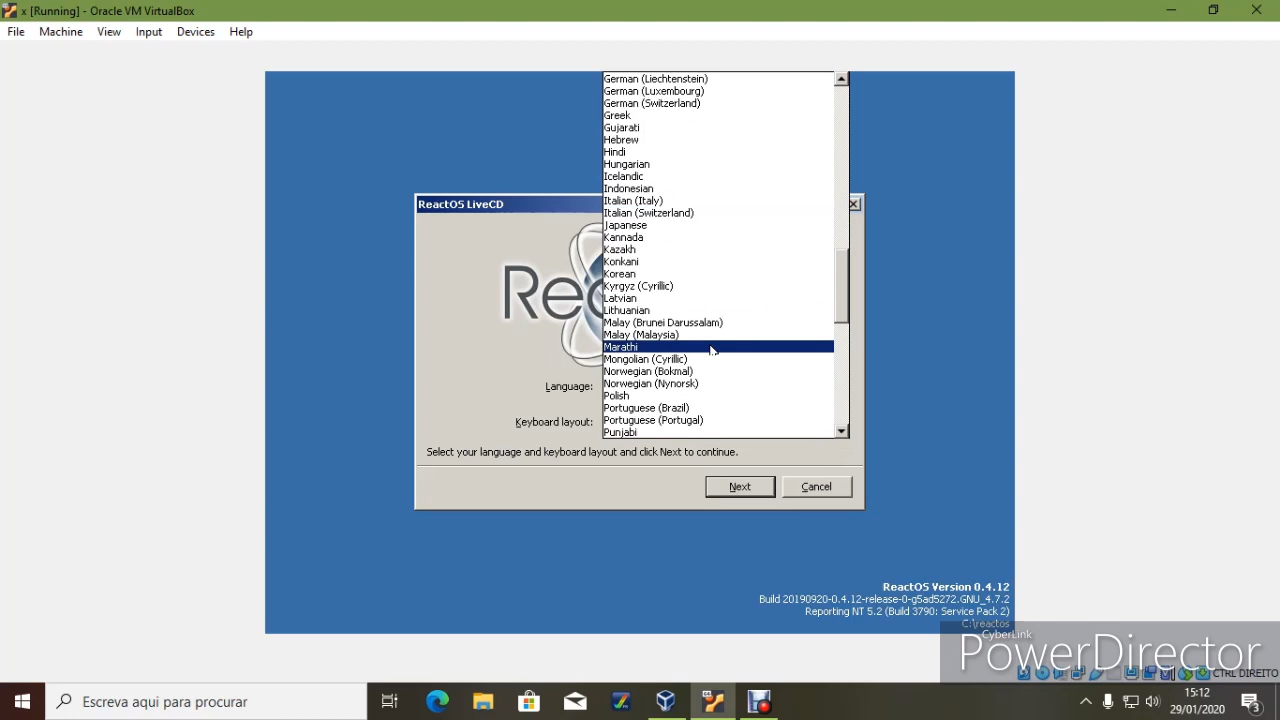 x [Running] - Oracle VM VirtualBox
File Machine View Input Devices Help
German (Liechtenstein)
German (Luxembourg)
German (Switzerland)
Greek
Gujarati
Hebrew
Hindi
Hungarian
Icelandic
Indonesian
Italian (Italy)
Italian (Switzerland)
Japanese
Kannada
Kazakh
Konkani
Korean
Kyrgyz (Cyrillic)
Latvian
Lithuanian
Malay (Brunei Darussalam)
Malay (Malaysia)
Marathi
Mongolian (Cyrillic)
Norwegian (Bokmal)
Norwegian (Nynorsk)
Polish
Portuguese (Brazil)
Portuguese (Portugal)
Punjabi
ReactOS LiveCD
Language:
Keyboard layout:
Select your language and keyboard layout and click Next to continue.
Next Cancel
ReactOS Version 0.4.12
Build 20190920-0.4.12-release-0-g5ad5272.GNU_4.7.2
Reporting NT 5.2 (Build 3790: Service Pack 2)
C:\reactos
CyberLink
PowerDirector
CTRL DIREITO
Escreva aqui para procurar
15:12
29/01/2020
3